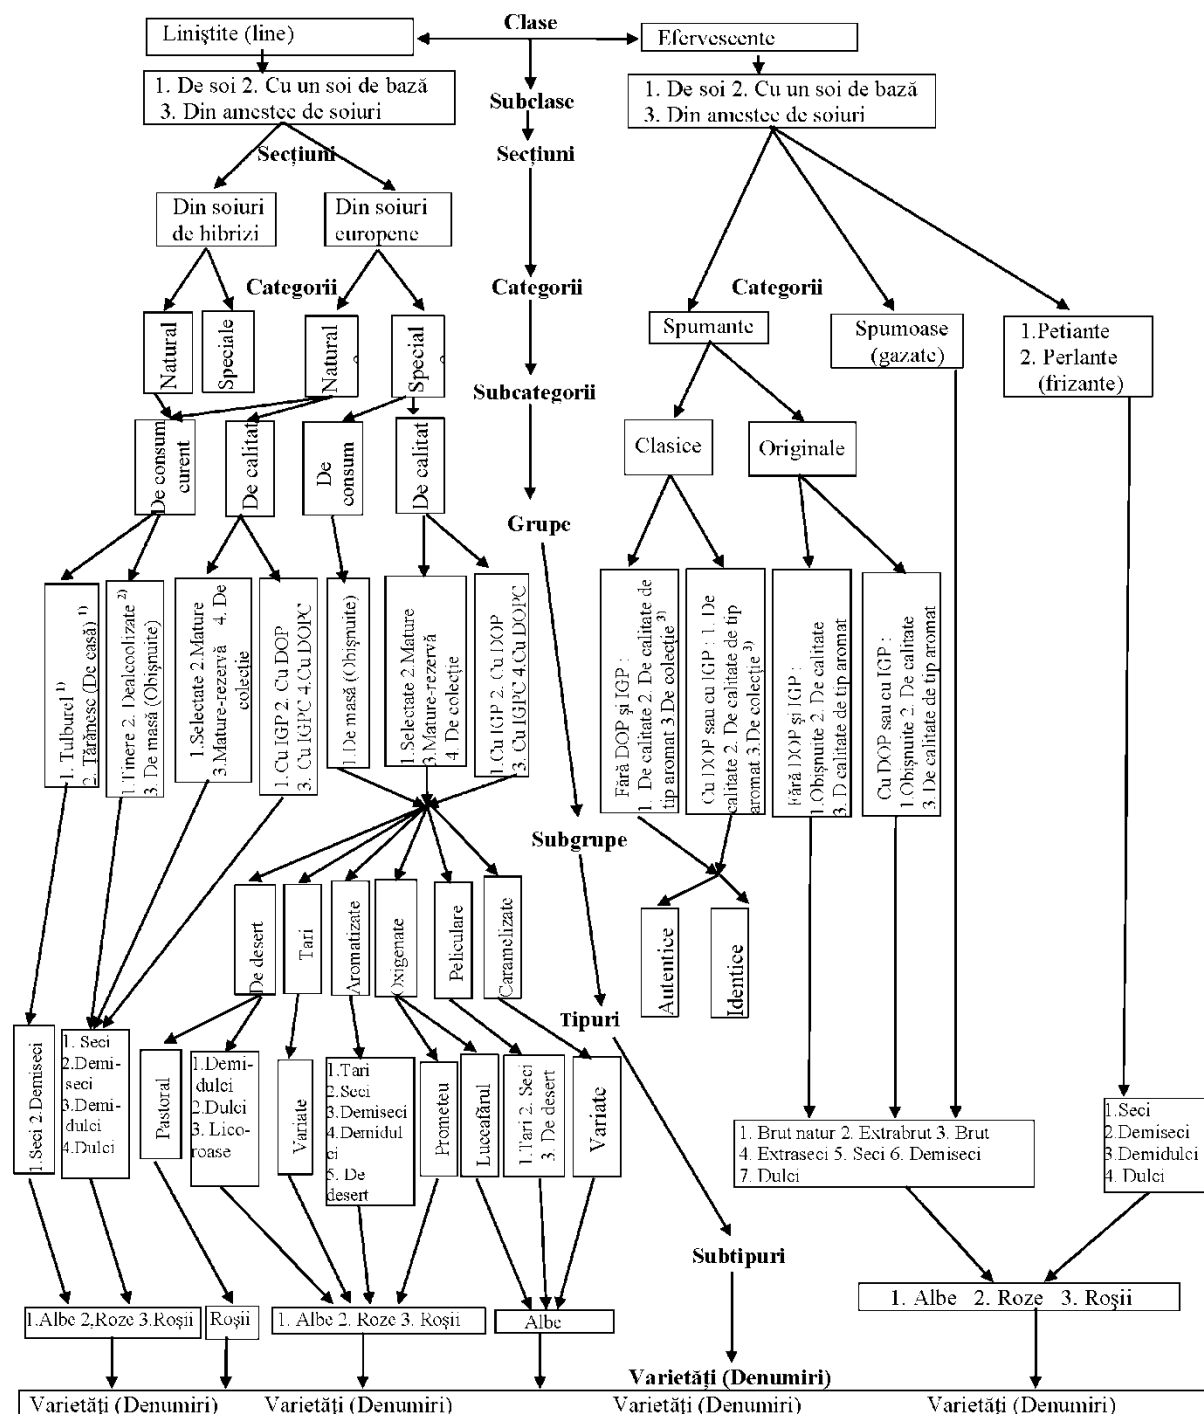 Clase
Liniştite (line)
Efervescente
1. De soi 2. Cu un soi de bază
3. Din amestec de soiuri
Subclase
1. De soi 2. Cu un soi de bază
3. Din amestec de soiuri
Secțiuni
Secțiuni
Din soiuri
de hibrizi
Din soiuri
europene
Categorii
Categorii
Categorii
Natural
Speciale
Natural
Special
Spumante
Spumoase
(gazate)
1.Petiante
2. Perlante
(frizante)
Subcategorii
De consum
curent
De calitat
De
consum
De calitat
Clasice
Originale
Grupe
1. Tulburel 1)
2. Țărănesc (De casă) 1)
1.Tinere 2. Dealcoolizate 2)
3. De masă (Obişnuite)
1.Selectate 2.Mature
3.Mature-rezervă 4. De
colecție
1.Cu IGP 2. Cu DOP
3. Cu IGPC 4.Cu DOPC
1.De masă (Obişnuite)
1.Selectate 2 Mature
3.Mature-rezervă
4. De colecție
1.Cu IGP 2. Cu DOP
3. Cu IGPC 4.Cu DOPC
Fără DOP şi IGP :
1. De calitate 2. De calitate de
tip aromat 3 De colecție 3)
Cu DOP sau cu IGP : 1. De
calitate 2. De calitate de tip
aromat 3.De colecție 3)
Fără DOP şi IGP :
1.Obişnuite 2. De calitate
3. D calitate de tip aromat
Cu DOP sau cu IGP :
1.Obişnuite 2. De calitate
3. De calitate de tip aromat
Subgrupe
De desert
Tari
Aromatizate
Oxigenate
Peliculare
Caramelizate
Autentice
Identice
Tipuri
1.Seci 2.Demiseci
1. Seci
2.Demi-
seci
3.Demi-
dulci
4.Dulci
Pastoral
1.Demi-
dulci
2.Dulci
3. Lico-
roase
Variate
1.Tari
2.Seci
3.Demiseci
4.Demidul
ci
5. De
desert
Prometeu
Luceafărul
1.Tari 2. Seci
3. De desert
Variate
1. Brut natur 2. Extrabrut 3. Brut
4. Extraseci 5. Seci 6. Demiseci
7. Dulci
1.Seci
2.Demiseci
3.Demidulci
4. Dulci
Subtipuri
1.Albe 2,Roze 3.Roşii
Roşii
1. Albe 2. Roze 3. Roşii
Albe
1. Albe 2. Roze 3. Roşii
Varietăți (Denumiri)
Varietăți (Denumiri)
Varietăți (Denumiri)
Varietăți (Denumiri)
Varietăți (Denumiri)